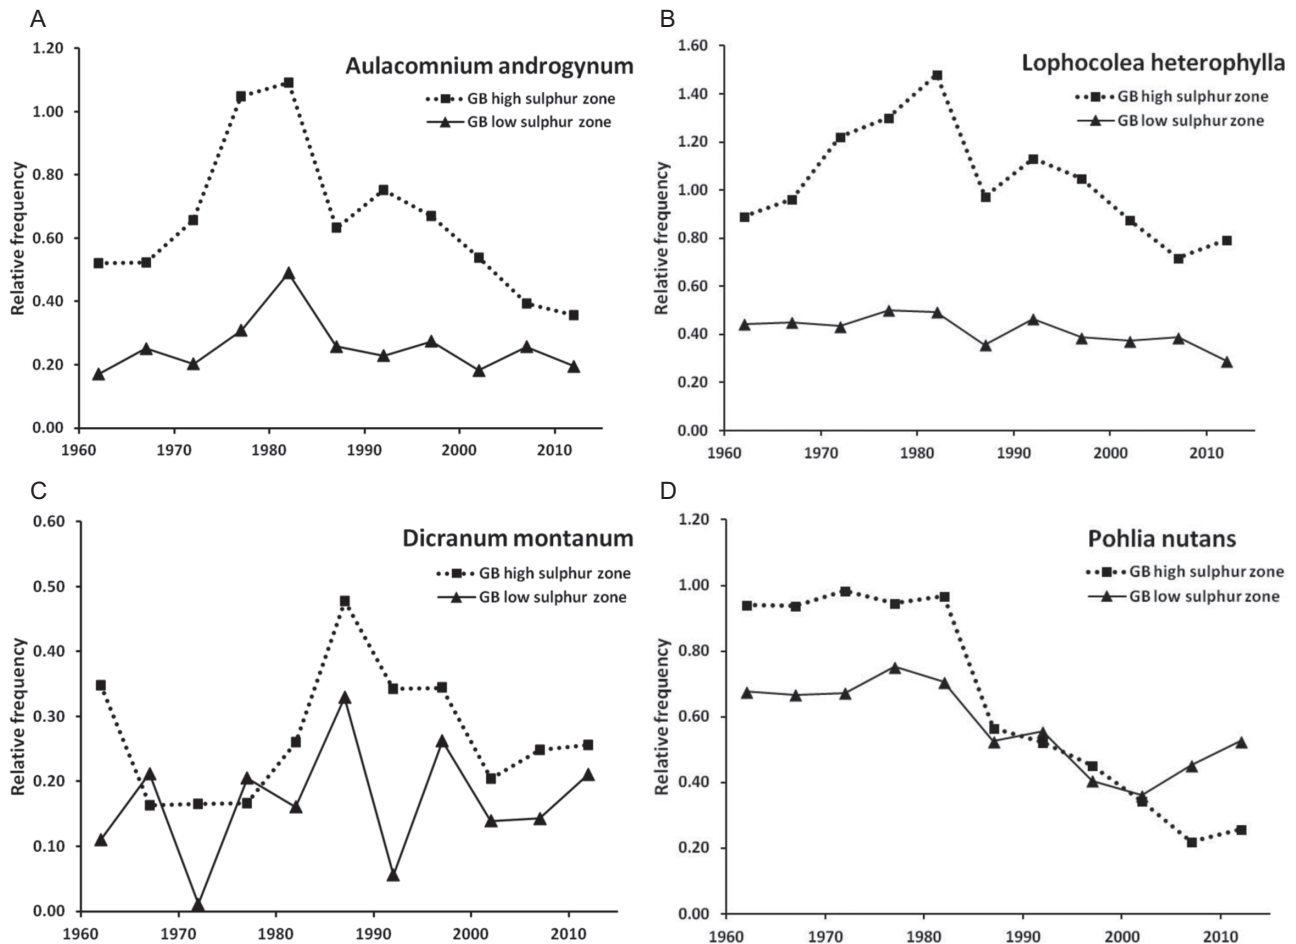 A
Aulacomnium androgynum
GB high sulphur zone
GB low sulphur zone
Relative frequency
1.20
1.00
0.80
0.60
0.40
0.20
0.00
1960 1970 1980 1990 2000 2010
B
Lophocolea heterophylla
GB high sulphur zone
GB low sulphur zone
Relative frequency
1.60
1.40
1.20
1.00
0.80
0.60
0.40
0.20
0.00
1960 1970 1980 1990 2000 2010
C
Dicranum montanum
GB high sulphur zone
GB low sulphur zone
Relative frequency
0.60
0.50
0.40
0.30
0.20
0.10
0.00
1960 1970 1980 1990 2000 2010
D
Pohlia nutans
GB high sulphur zone
GB low sulphur zone
Relative frequency
1.20
1.00
0.80
0.60
0.40
0.20
0.00
1960 1970 1980 1990 2000 2010